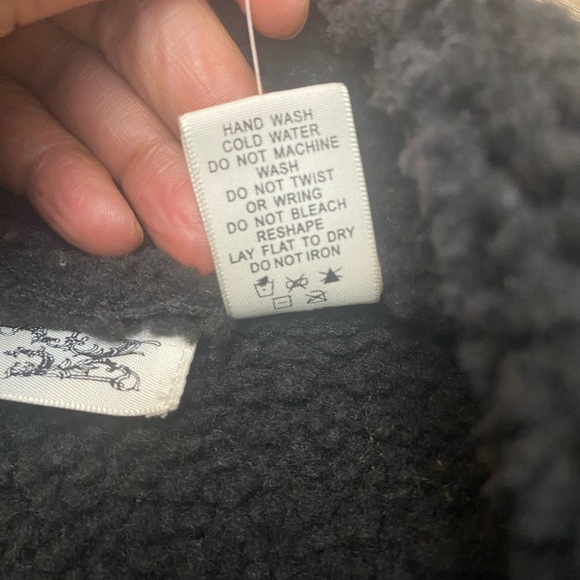 HAND WASH
COLD WATER
DO NOT MACHINE
WASH
DO NOT TWIST
OR WRING
DO NOT BLEACH
RESHAPE
LAY FLAT TO DRY
DO NOT IRON